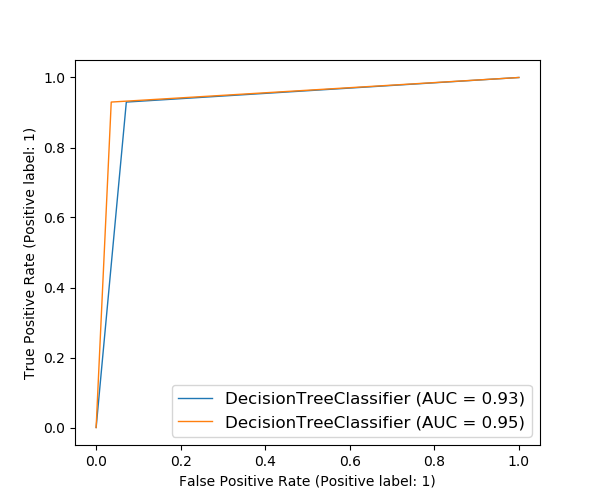 1.0
0.8
0.6
0.4
0.2
0.0
True Positive Rate (Positive label: 1)
DecisionTreeClassifier (AUC = 0.93)
DecisionTreeClassifier (AUC = 0.95)
0.0 0.2 0.4 0.6 0.8 1.0
False Positive Rate (Positive label: 1)